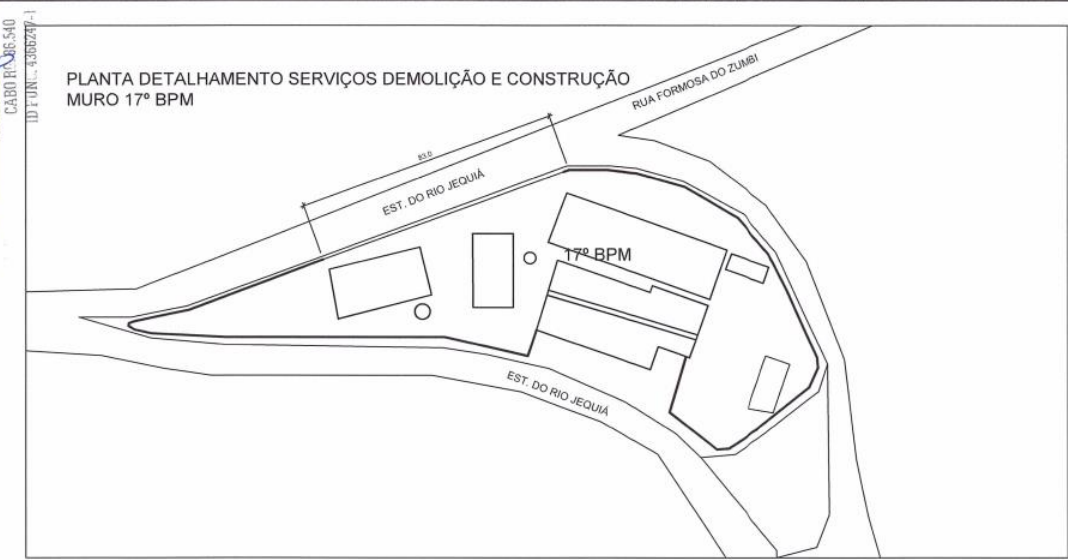 PLANTA DETALHAMENTO SERVIÇOS DEMOLIÇÃO E CONSTRUÇÃO
MURO 17º BPM
RUA FORMOSA DO ZUMBI
83.0
EST. DO RIO JEQUIÁ
17º BPM
EST. DO RIO JEQUIÁ
CABO